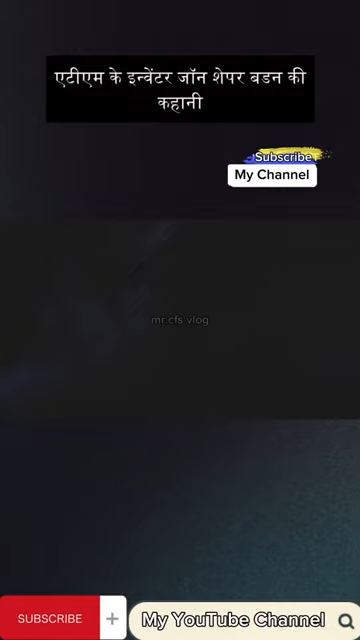 एटीएम के इन्वेंटर जॉन शेपर बडन की
कहानी
Subscribe
My Channel
mr.cfs vlog
SUBSCRIBE +
My YouTube Channel